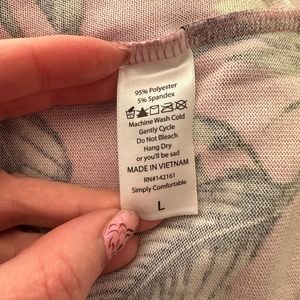 95% Polyester
5% Spandex
Machine Wash Cold
Gently Cycle
Do Not Bleach
Hang Dry
or you'll be sad
MADE IN VIETNAM
RN#142161
Simply Comfortable
L